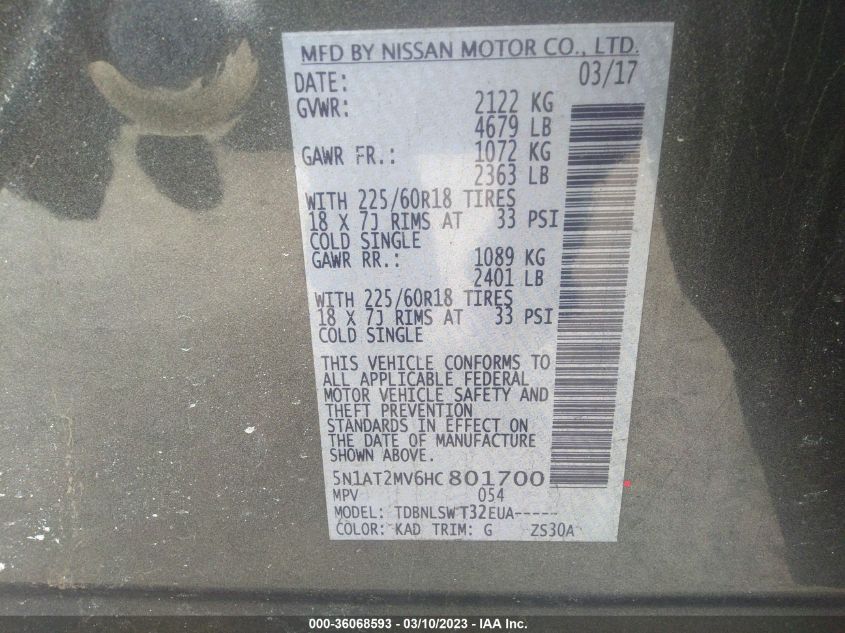 MFD BY NISSAN MOTOR CO., LTD.
DATE: 03/17
GVWR: 2122 KG
4679 LB
GAWR FR.: 1072 KG
2363 LB
WITH 225/60R18 TIRES
18 X 7J RIMS AT 33 PSI
COLD SINGLE
GAWR RR.: 1089 KG
2401 LB
WITH 225/60R18 TIRES
18 X 7J RIMS AT 33 PSI
COLD SINGLE
THIS VEHICLE CONFORMS TO
ALL APPLICABLE FEDERAL
MOTOR VEHICLE SAFETY AND
THEFT PREVENTION
STANDARDS IN EFFECT ON
THE DATE OF MANUFACTURE
SHOWN ABOVE.
5N1AT2MV6HC801700
MPV 054
MODEL: TDBNLSWT32EUA-----
COLOR: KAD TRIM: G ZS30A
000-36068593 - 03/10/2023 - IAA Inc.